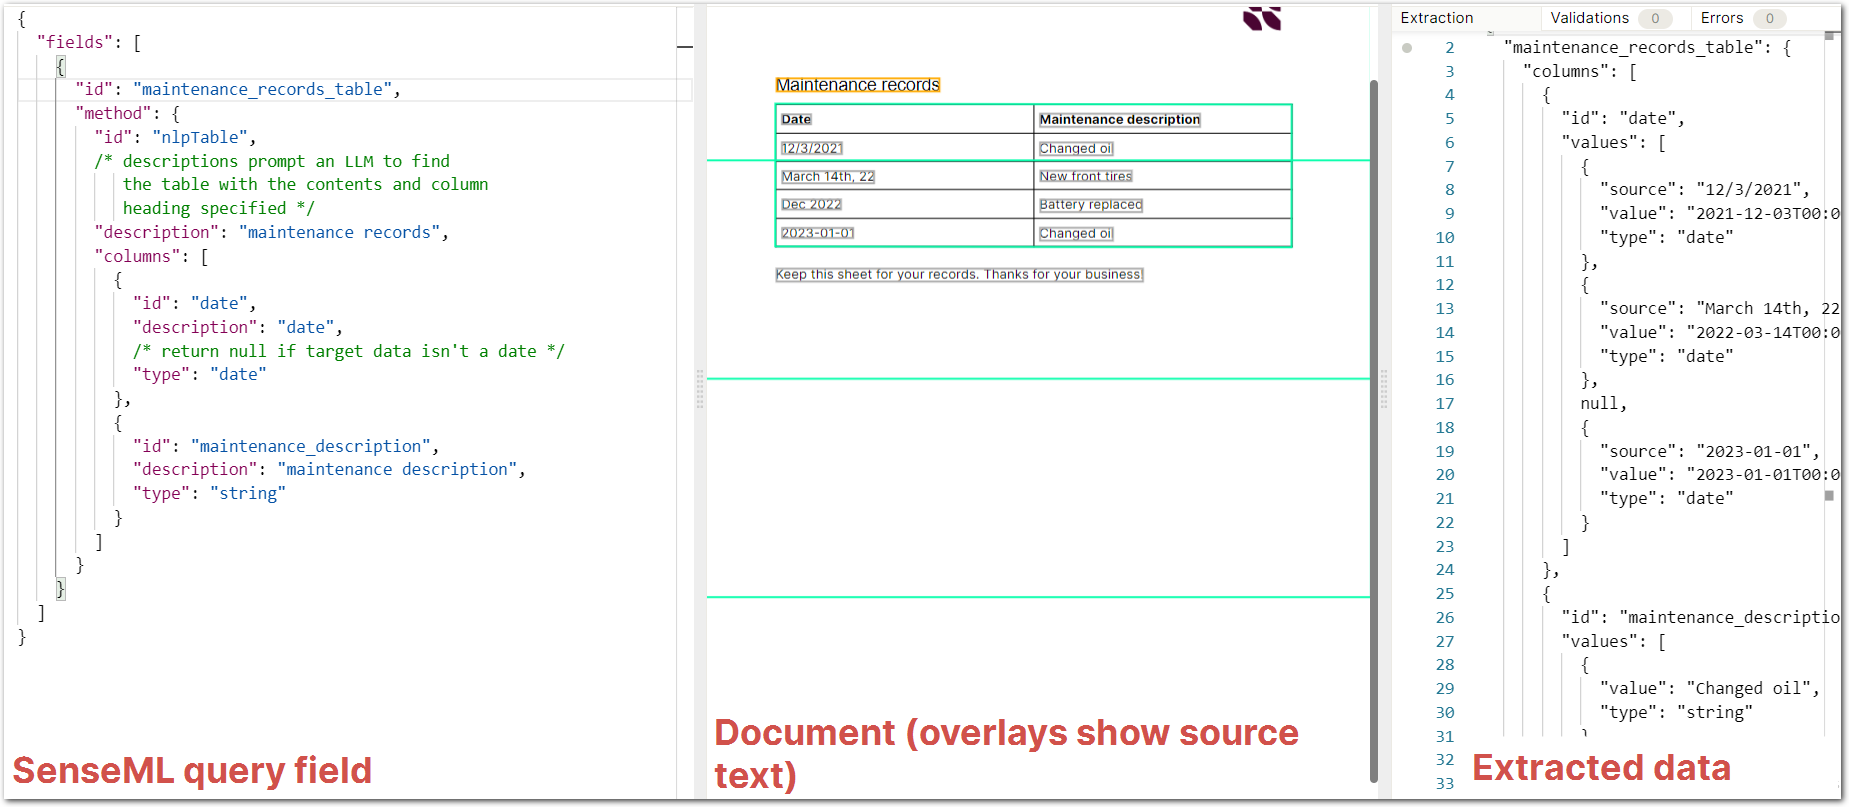 {
"fields": [
{
"id": "maintenance_records_table",
"method": {
"id": "nlpTable",
/* descriptions prompt an LLM to find
the table with the contents and column
heading specified */
"description": "maintenance records",
"columns": [
{
"id": "date",
"description": "date",
/* return null if target data isn't a date */
"type": "date"
},
{
"id": "maintenance_description",
"description": "maintenance description",
"type": "string"
}
]
}
}
]
}
SenseML query field
Maintenance records
Date Maintenance description
12/3/2021 Changed oil
March 14th, 22 New front tires
Dec 2022 Battery replaced
2023-01-01 Changed oil
Keep this sheet for your records. Thanks for your business
Document (overlays show source
text)
Extraction Validations 0 Errors 0
2 "maintenance_records_table": {
3 "columns": [
4 {
5 "id": "date",
6 "values": [
7 {
8 "source": "12/3/2021",
9 "value": "2021-12-03T00:0
10 "type": "date"
11 },
12 {
13 "source": "March 14th, 22
14 "value": "2022-03-14T00:0
15 "type": "date"
16 },
17 null,
18 {
19 "source": "2023-01-01",
20 "value": "2023-01-01T00:0
21 "type": "date"
22 }
23 ]
24 },
25 {
26 "id": "maintenance_descriptio
27 "values": [
28 {
29 "value": "Changed oil",
30 "type": "string"
31 }
32
33
Extracted data